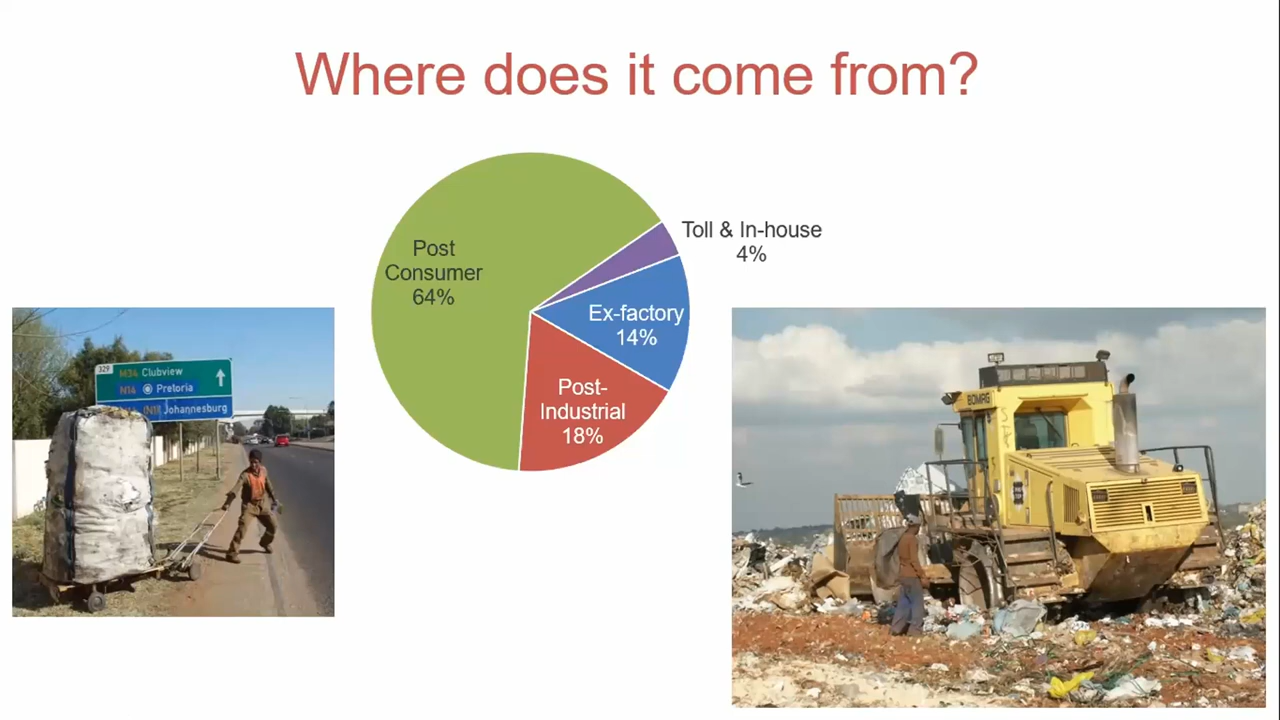 Where does it come from?
Post
Consumer
64%
Toll & In-house
4%
Ex-factory
14%
Post-
Industrial
18%
329
M34 Clubview
N14 Pretoria
Johannesburg
BOMAG